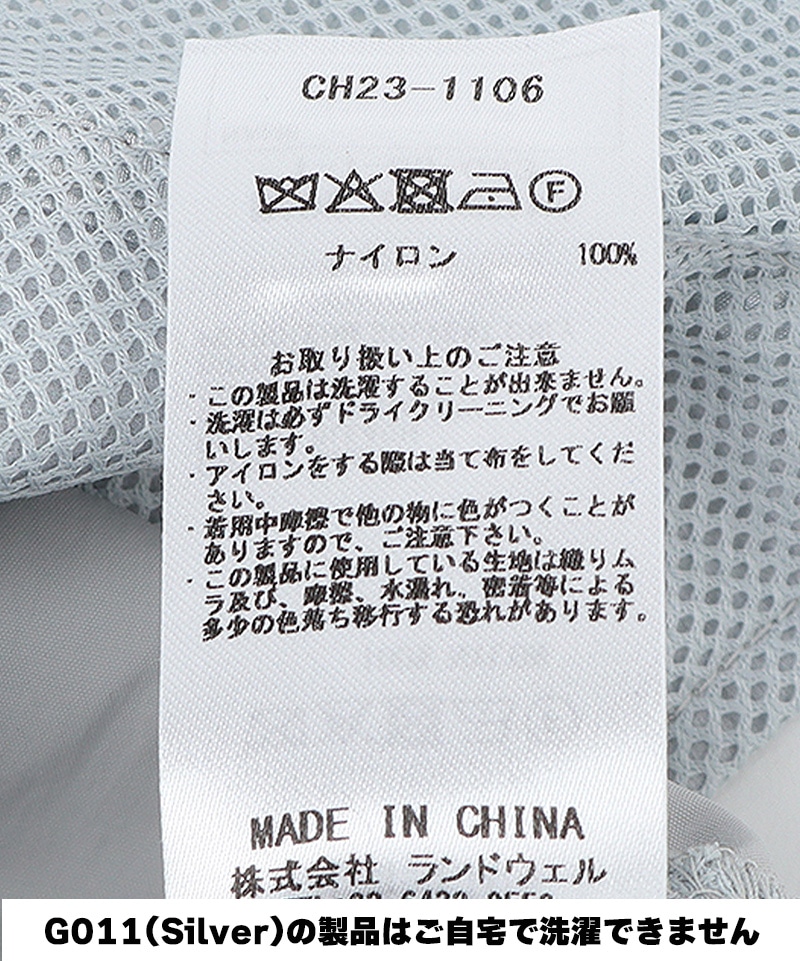 CH23-1106
F
ナイロン 100%
お取り扱い上のご注意
・この製品は洗濯することが出来ません。
・洗濯は必ずドライクリーニングでお願
いします。
・アイロンをする際は当て布をしてくだ
さい。
・着用中摩擦で他の物に色がつくことが
ありますので、ご注意下さい。
・この製品に使用している生地は織りム
ラ及び、摩擦、水濡れ、密着等による
多少の色落ち移行する恐れがあります。
MADE IN CHINA
株式会社 ランドウェル
G011(Silver)の製品はご自宅で洗濯できません